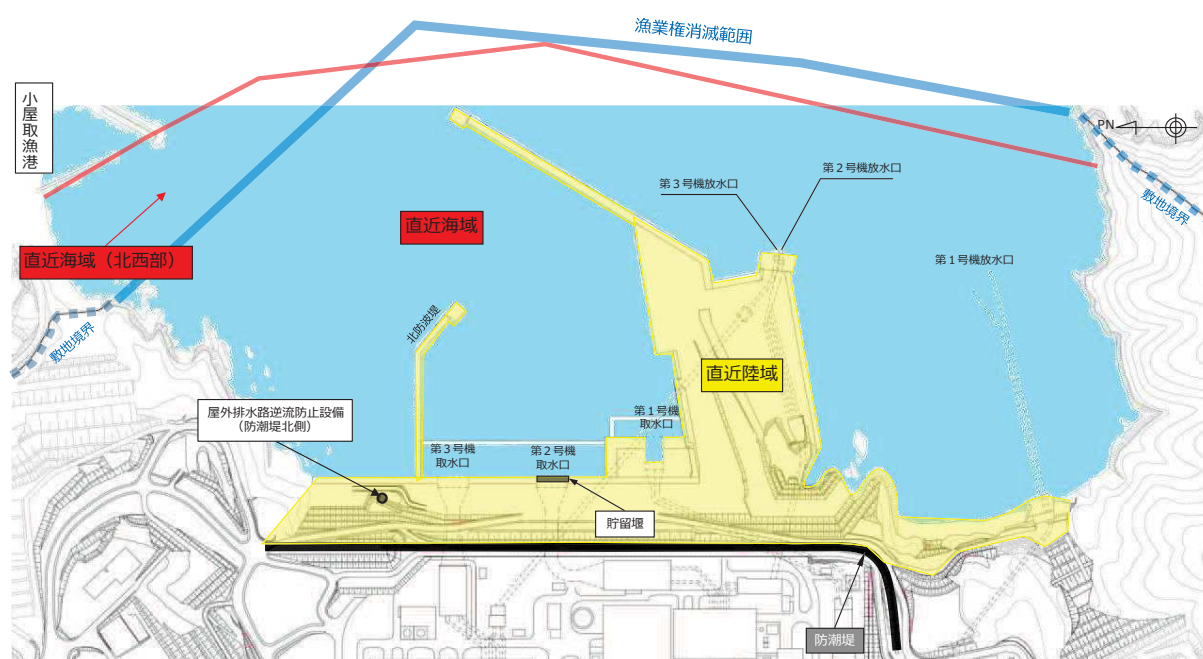 漁業権消滅範囲
小屋取漁港
PN
第3号機放水口
第2号機放水口
敷地境界
直近海域
直近海域（北西部）
第1号機放水口
敷地境界
北防波堤
直近陸域
屋外排水路逆流防止設備
（防潮堤北側）
第1号機
取水口
第3号機
取水口
第2号機
取水口
貯留堰
防潮堤